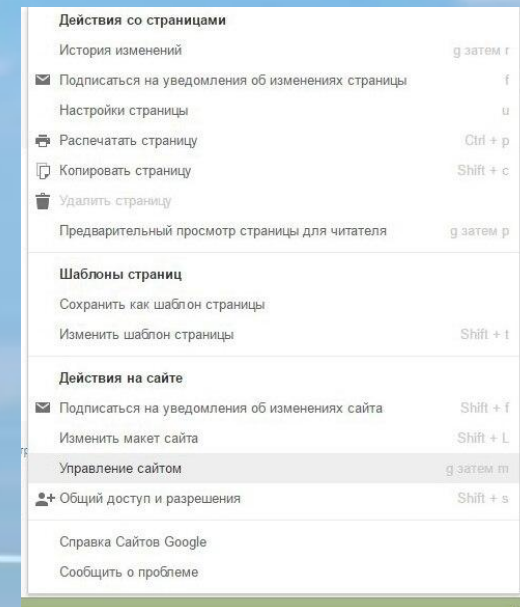 Действия со страницами
История изменений g затем r
Подписаться на уведомления об изменениях страницы f
Настройки страницы u
Распечатать страницу Ctrl + p
Копировать страницу Shift + c
Удалить страницу
Предварительный просмотр страницы для читателя g затем p
Шаблоны страниц
Сохранить как шаблон страницы
Изменить шаблон страницы Shift + t
Действия на сайте
Подписаться на уведомления об изменениях сайта Shift + f
Изменить макет сайта Shift + L
Управление сайтом g затем m
Общий доступ и разрешения Shift + s
Справка Сайтов Google
Сообщить о проблеме